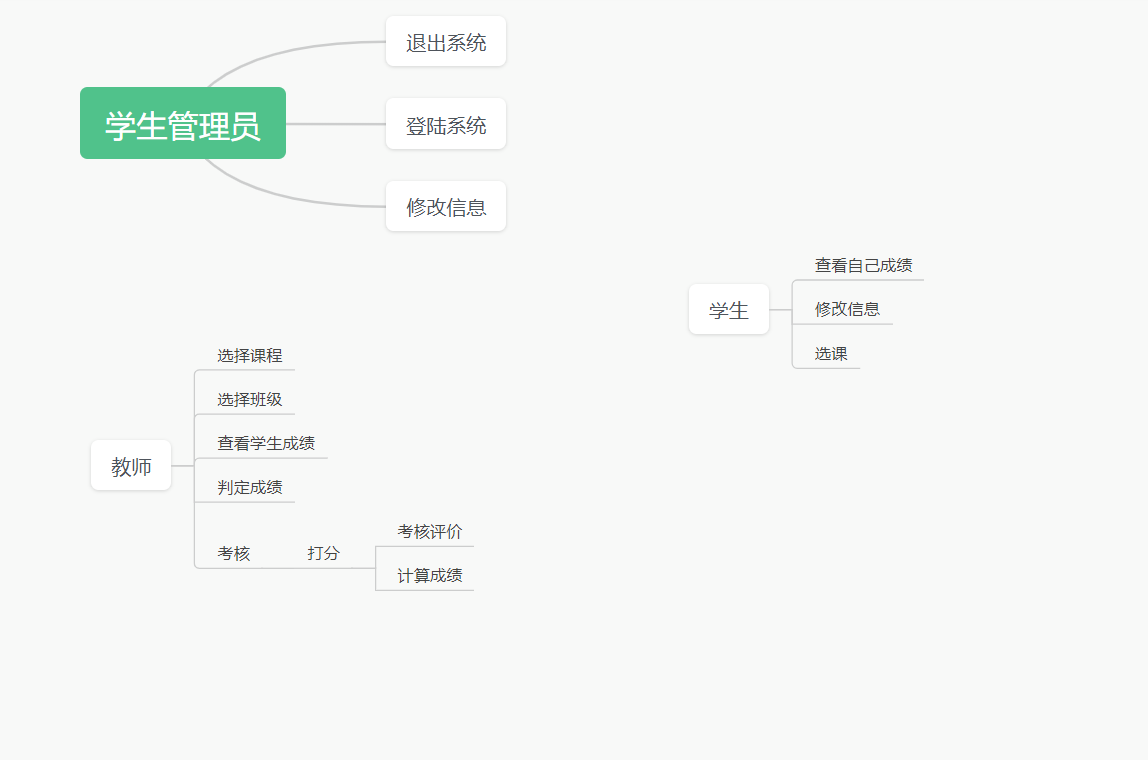 退出系统
学生管理员
登陆系统
修改信息
查看自己成绩
学生
修改信息
选课
选择课程
选择班级
查看学生成绩
教师
判定成绩
考核
打分
考核评价
计算成绩